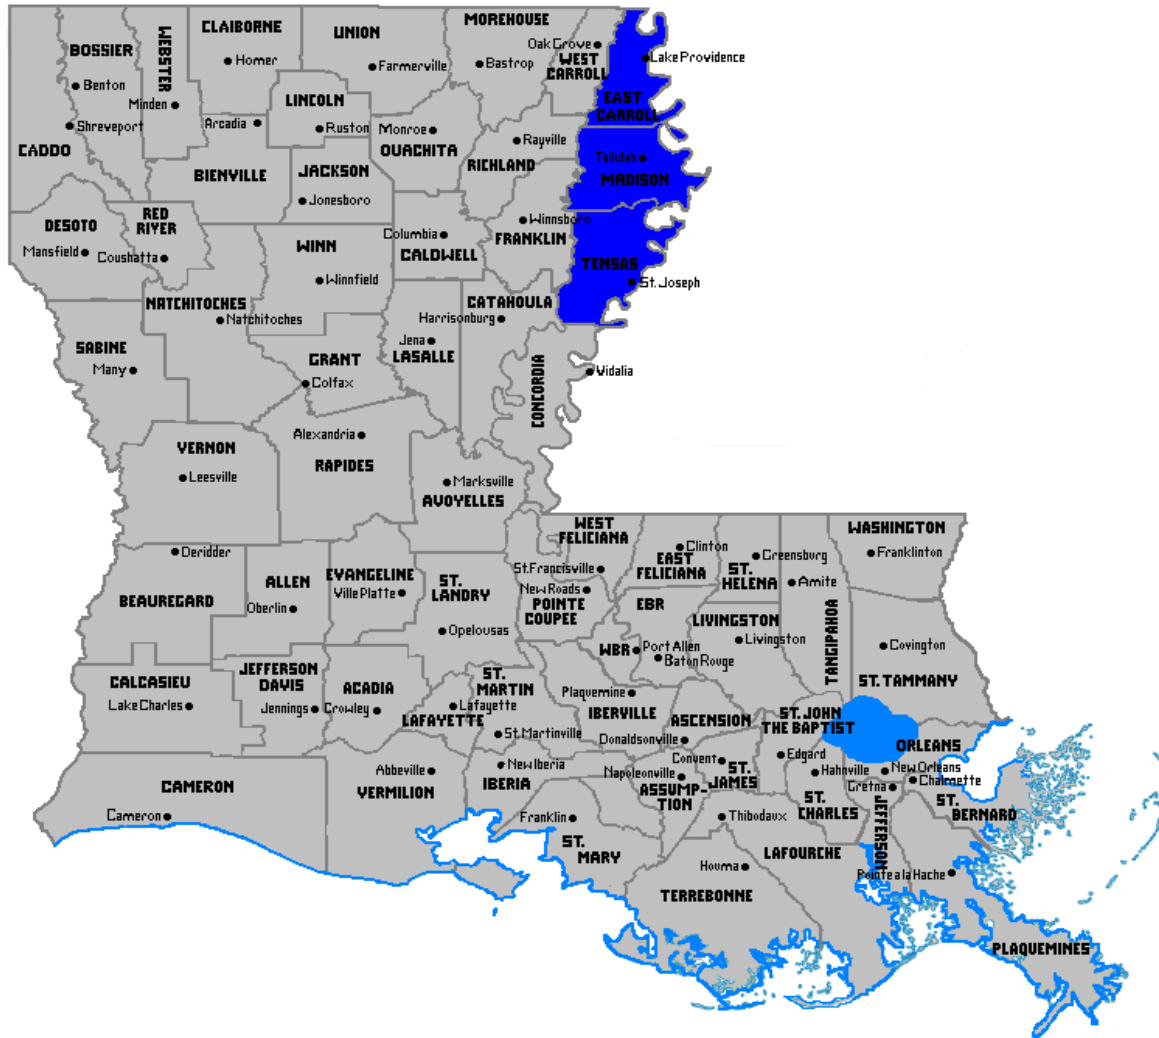 MOREHOUSE
CLAIBORNE
UNION
WEBSTER
BOSSIER
Oak Grove
WEST
CARROLL
Lake Providence
Homer
Farmerville
Bastrop
Benton
LINCOLN
EAST
CARROLL
Minden
Arcadia
Ruston
Monroe
Shreveport
CADDO
OUACHITA
Rayville
RICHLAND
Tallulah
MADISON
BIENVILLE
JACKSON
Jonesboro
DESOTO
RED
RIVER
Winnsboro
FRANKLIN
Columbia
CALDWELL
WINN
Mansfield
Coushatta
TENSAS
Winnfield
St. Joseph
NATCHITOCHES
Natchitoches
CATAHOULA
Harrisonburg
SABINE
Many
GRANT
Colfax
Jena
LASALLE
CONCORDIA
Vidalia
VERNON
Alexandria
RAPIDES
Leesville
Marksville
AVOYELLES
WEST
FELICIANA
WASHINGTON
Deridder
Clinton
EAST
FELICIANA
Greensburg
ST.
HELENA
Franklinton
ALLEN
EVANGELINE
ST.
LANDRY
St. Francisville
Amite
BEAUREGARD
Oberlin
Ville Platte
New Roads
POINTE
COUPEE
EBR
LIVINGSTON
TANGIPAHOA
Opelousas
Livingston
Covington
WBR
Port Allen
Baton Rouge
CALCASIEU
JEFFERSON
DAVIS
ACADIA
ST.
MARTIN
ST. TAMMANY
Lake Charles
Jennings
Crowley
Lafayette
LAFAYETTE
Plaquemine
IBERVILLE
ASCENSION
ST. JOHN
THE BAPTIST
St. Martinville
Donaldsonville
ORLEANS
Convent
Edgard
CAMERON
Abbeville
VERMILION
New Iberia
IBERIA
Napoleonville
ASSUMP-
TION
ST.
JAMES
Hahnville
New Orleans
Chalmette
Gretna
ST.
CHARLES
JEFFERSON
ST.
BERNARD
Cameron
Franklin
Thibodaux
ST.
MARY
LAFOURCHE
Houma
TERREBONNE
Pointe a la Hache
PLAQUEMINES